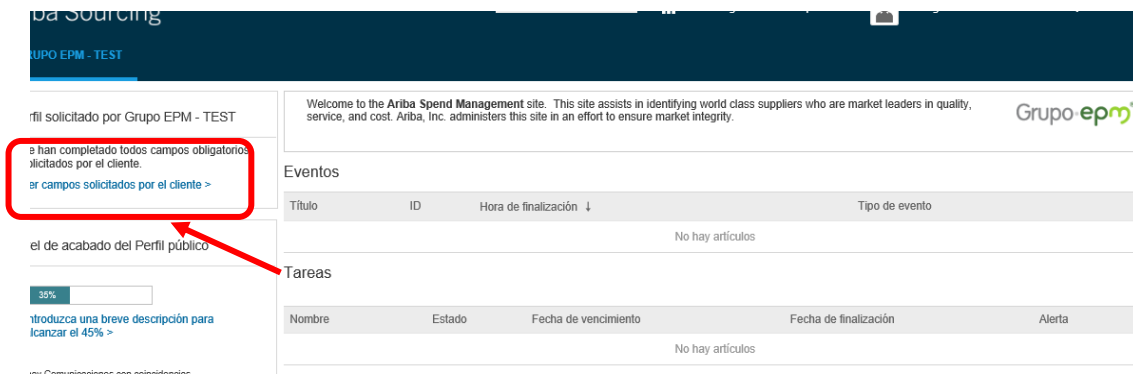 ba Sourcing
RUPO EPM - TEST
rfil solicitado por Grupo EPM - TEST
e han completado todos campos obligatorios
olicitados por el cliente.
er campos solicitados por el cliente >
el de acabado del Perfil público
35%
ntroduzca una breve descripción para
lcanzar el 45% >
Welcome to the Ariba Spend Management site. This site assists in identifying world class suppliers who are market leaders in quality,
service, and cost. Ariba, Inc. administers this site in an effort to ensure market integrity.
Grupo·epm®
Eventos
Título ID Hora de finalización ↓ Tipo de evento
No hay artículos
Tareas
Nombre Estado Fecha de vencimiento Fecha de finalización Alerta
No hay artículos